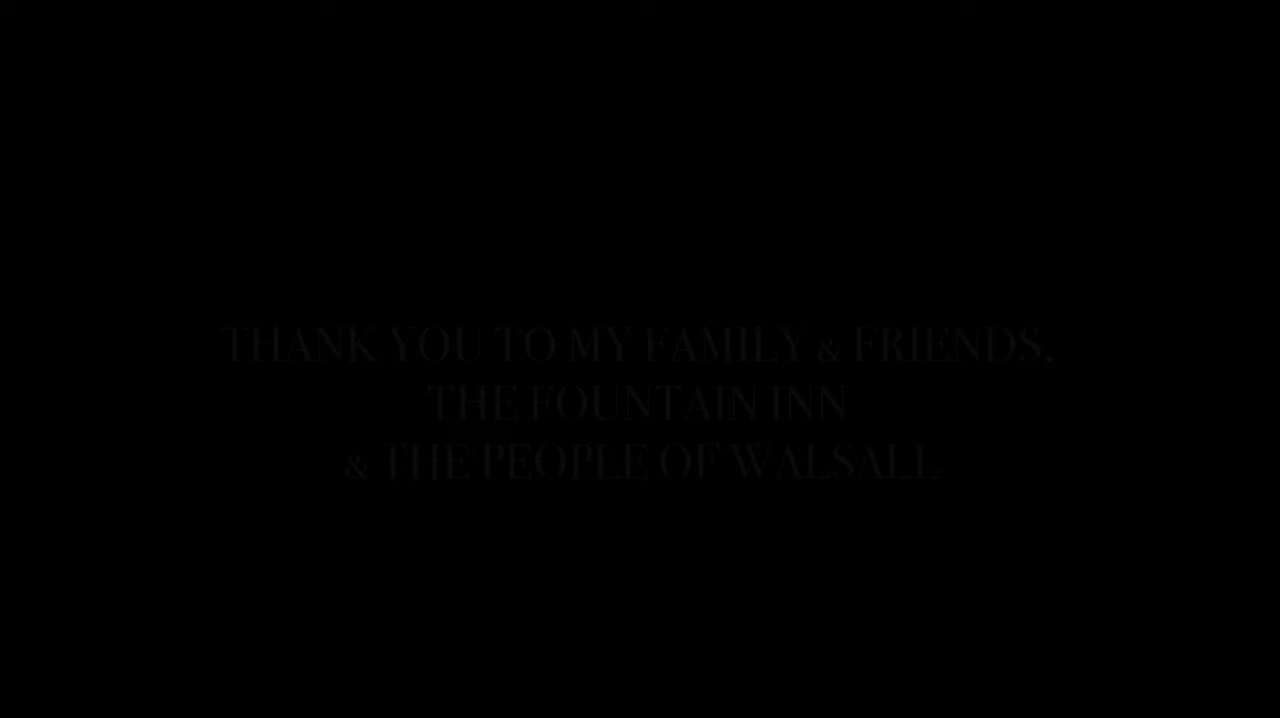 THANK YOU TO MY FAMILY & FRIENDS,
THE FOUNTAIN INN
& THE PEOPLE OF WALSALL